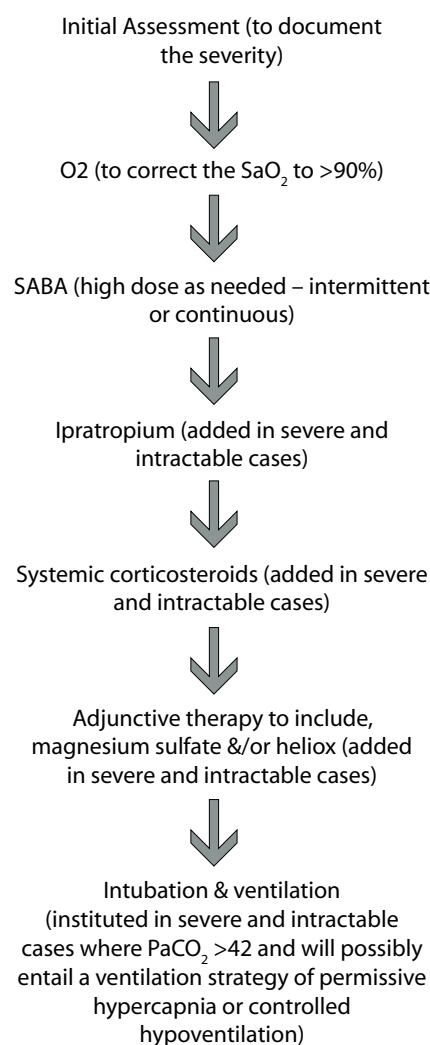 Initial Assessment (to document
the severity)
O2 (to correct the SaO₂ to >90%)
SABA (high dose as needed – intermittent
or continuous)
Ipratropium (added in severe and
intractable cases)
Systemic corticosteroids (added in severe
and intractable cases)
Adjunctive therapy to include,
magnesium sulfate &/or heliox (added
in severe and intractable cases)
Intubation & ventilation
(instituted in severe and intractable
cases where PaCO₂ >42 and will possibly
entail a ventilation strategy of permissive
hypercapnia or controlled
hypoventilation)